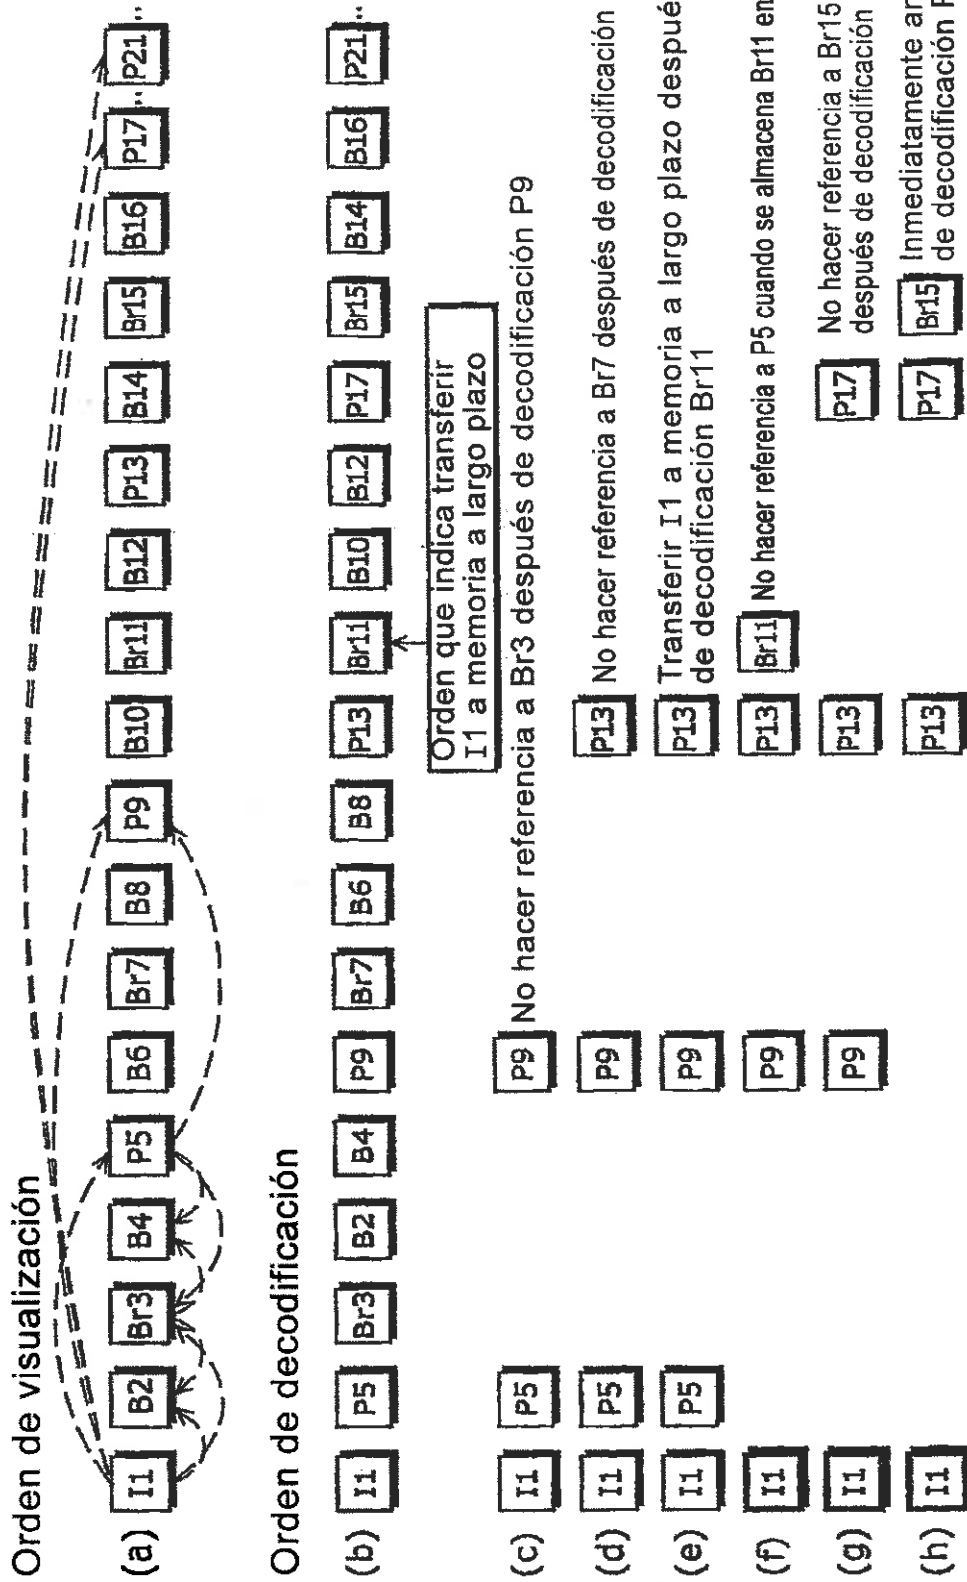 Orden de visualización
(a) I1 B2 Br3 B4 P5 B6 Br7 B8 P9 B10 Br11 B12 P13 B14 Br15 B16 P17 ‥ P21 ‥
Orden de decodificación
(b) I1 P5 Br3 B2 B4 P9 Br7 B6 B8 P13 Br11 B10 B12 P17 Br15 B14 B16 P21 ‥
Orden que indica transferir
I1 a memoria a largo plazo
(c) I1 P5 P9 No hacer referencia a Br3 después de decodificación P9
(d) I1 P5 P9 P13 No hacer referencia a Br7 después de decodificación
(e) I1 P5 P9 P13 Transferir I1 a memoria a largo plazo
de decodificación Br11
(f) I1 P9 P13 Br11 No hacer referencia a P5 cuando se almacena Br11 en
(g) I1 P9 P13 P17 No hacer referencia a Br15
después de decodificación
(h) I1 P13 P17 Br15 Inmediatamente
de decodificación